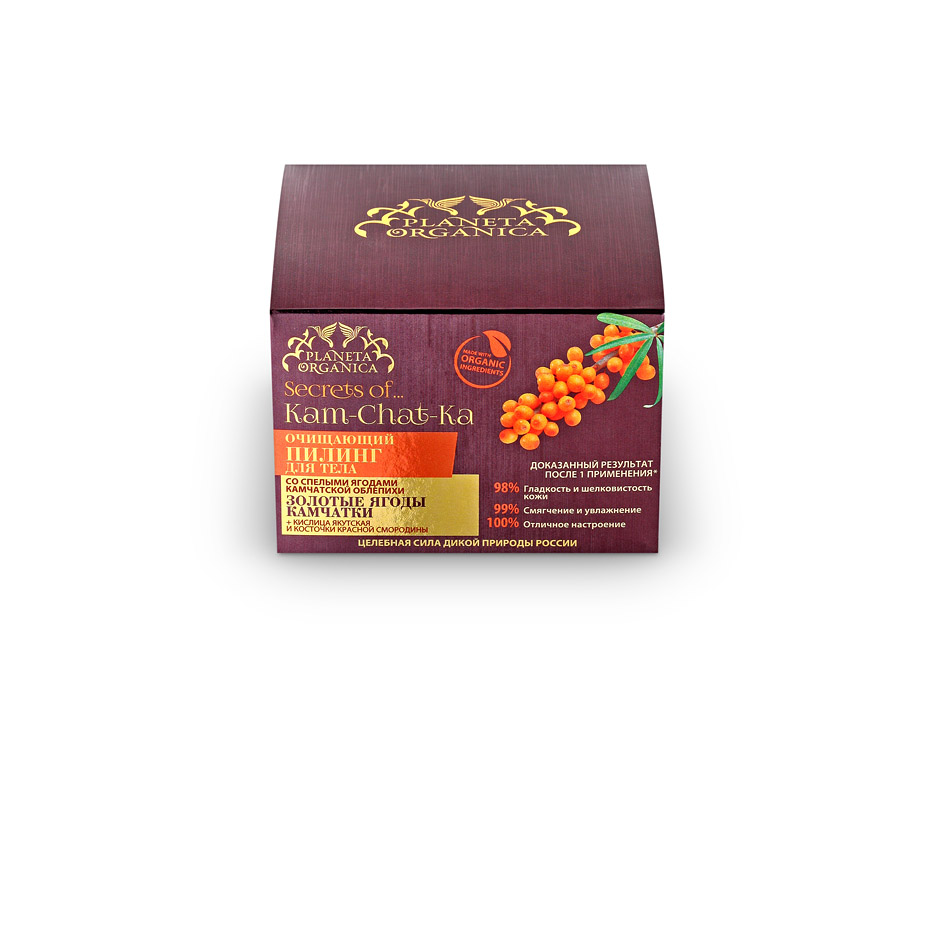 PLANETA
ORGANICA
PLANETA
ORGANICA
Secrets of...
Kam-Chat-Ka
ОЧИЩАЮЩИЙ
ПИЛИНГ
ДЛЯ ТЕЛА
СО СПЕЛЫМИ ЯГОДАМИ
КАМЧАТСКОЙ ОБЛЕПИХИ
ЗОЛОТЫЕ ЯГОДЫ
КАМЧАТКИ
+ КИСЛИЦА ЯКУТСКАЯ
И КОСТОЧКИ КРАСНОЙ СМОРОДИНЫ
MADE WITH
ORGANIC
INGREDIENTS
ДОКАЗАННЫЙ РЕЗУЛЬТАТ
ПОСЛЕ 1 ПРИМЕНЕНИЯ*
98% Гладкость и шелковистость
кожи
99% Смягчение и увлажнение
100% Отличное настроение
ЦЕЛЕБНАЯ СИЛА ДИКОЙ ПРИРОДЫ РОССИИ